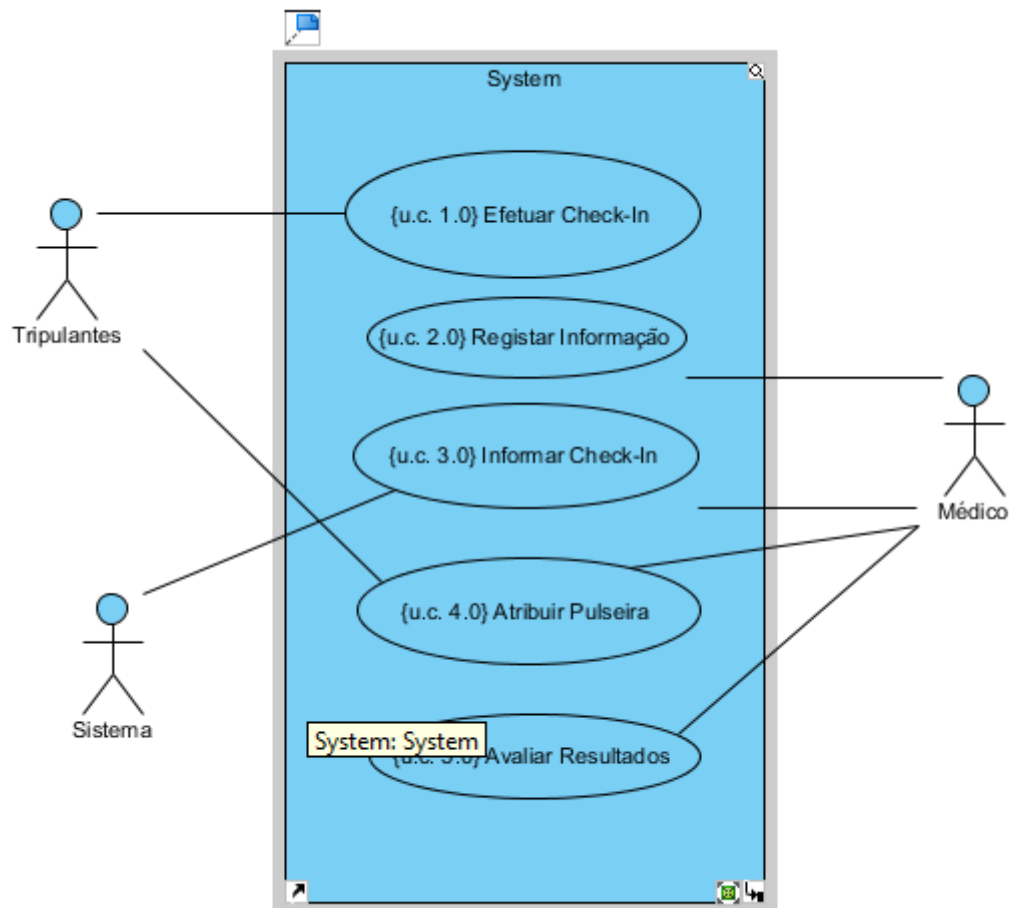 System
{u.c. 1.0} Efetuar Check-In
Tripulantes
{u.c. 2.0} Registar Informação
{u.c. 3.0} Informar Check-In
Médico
{u.c. 4.0} Atribuir Pulseira
Sistema
System: System
Avaliar Resultados